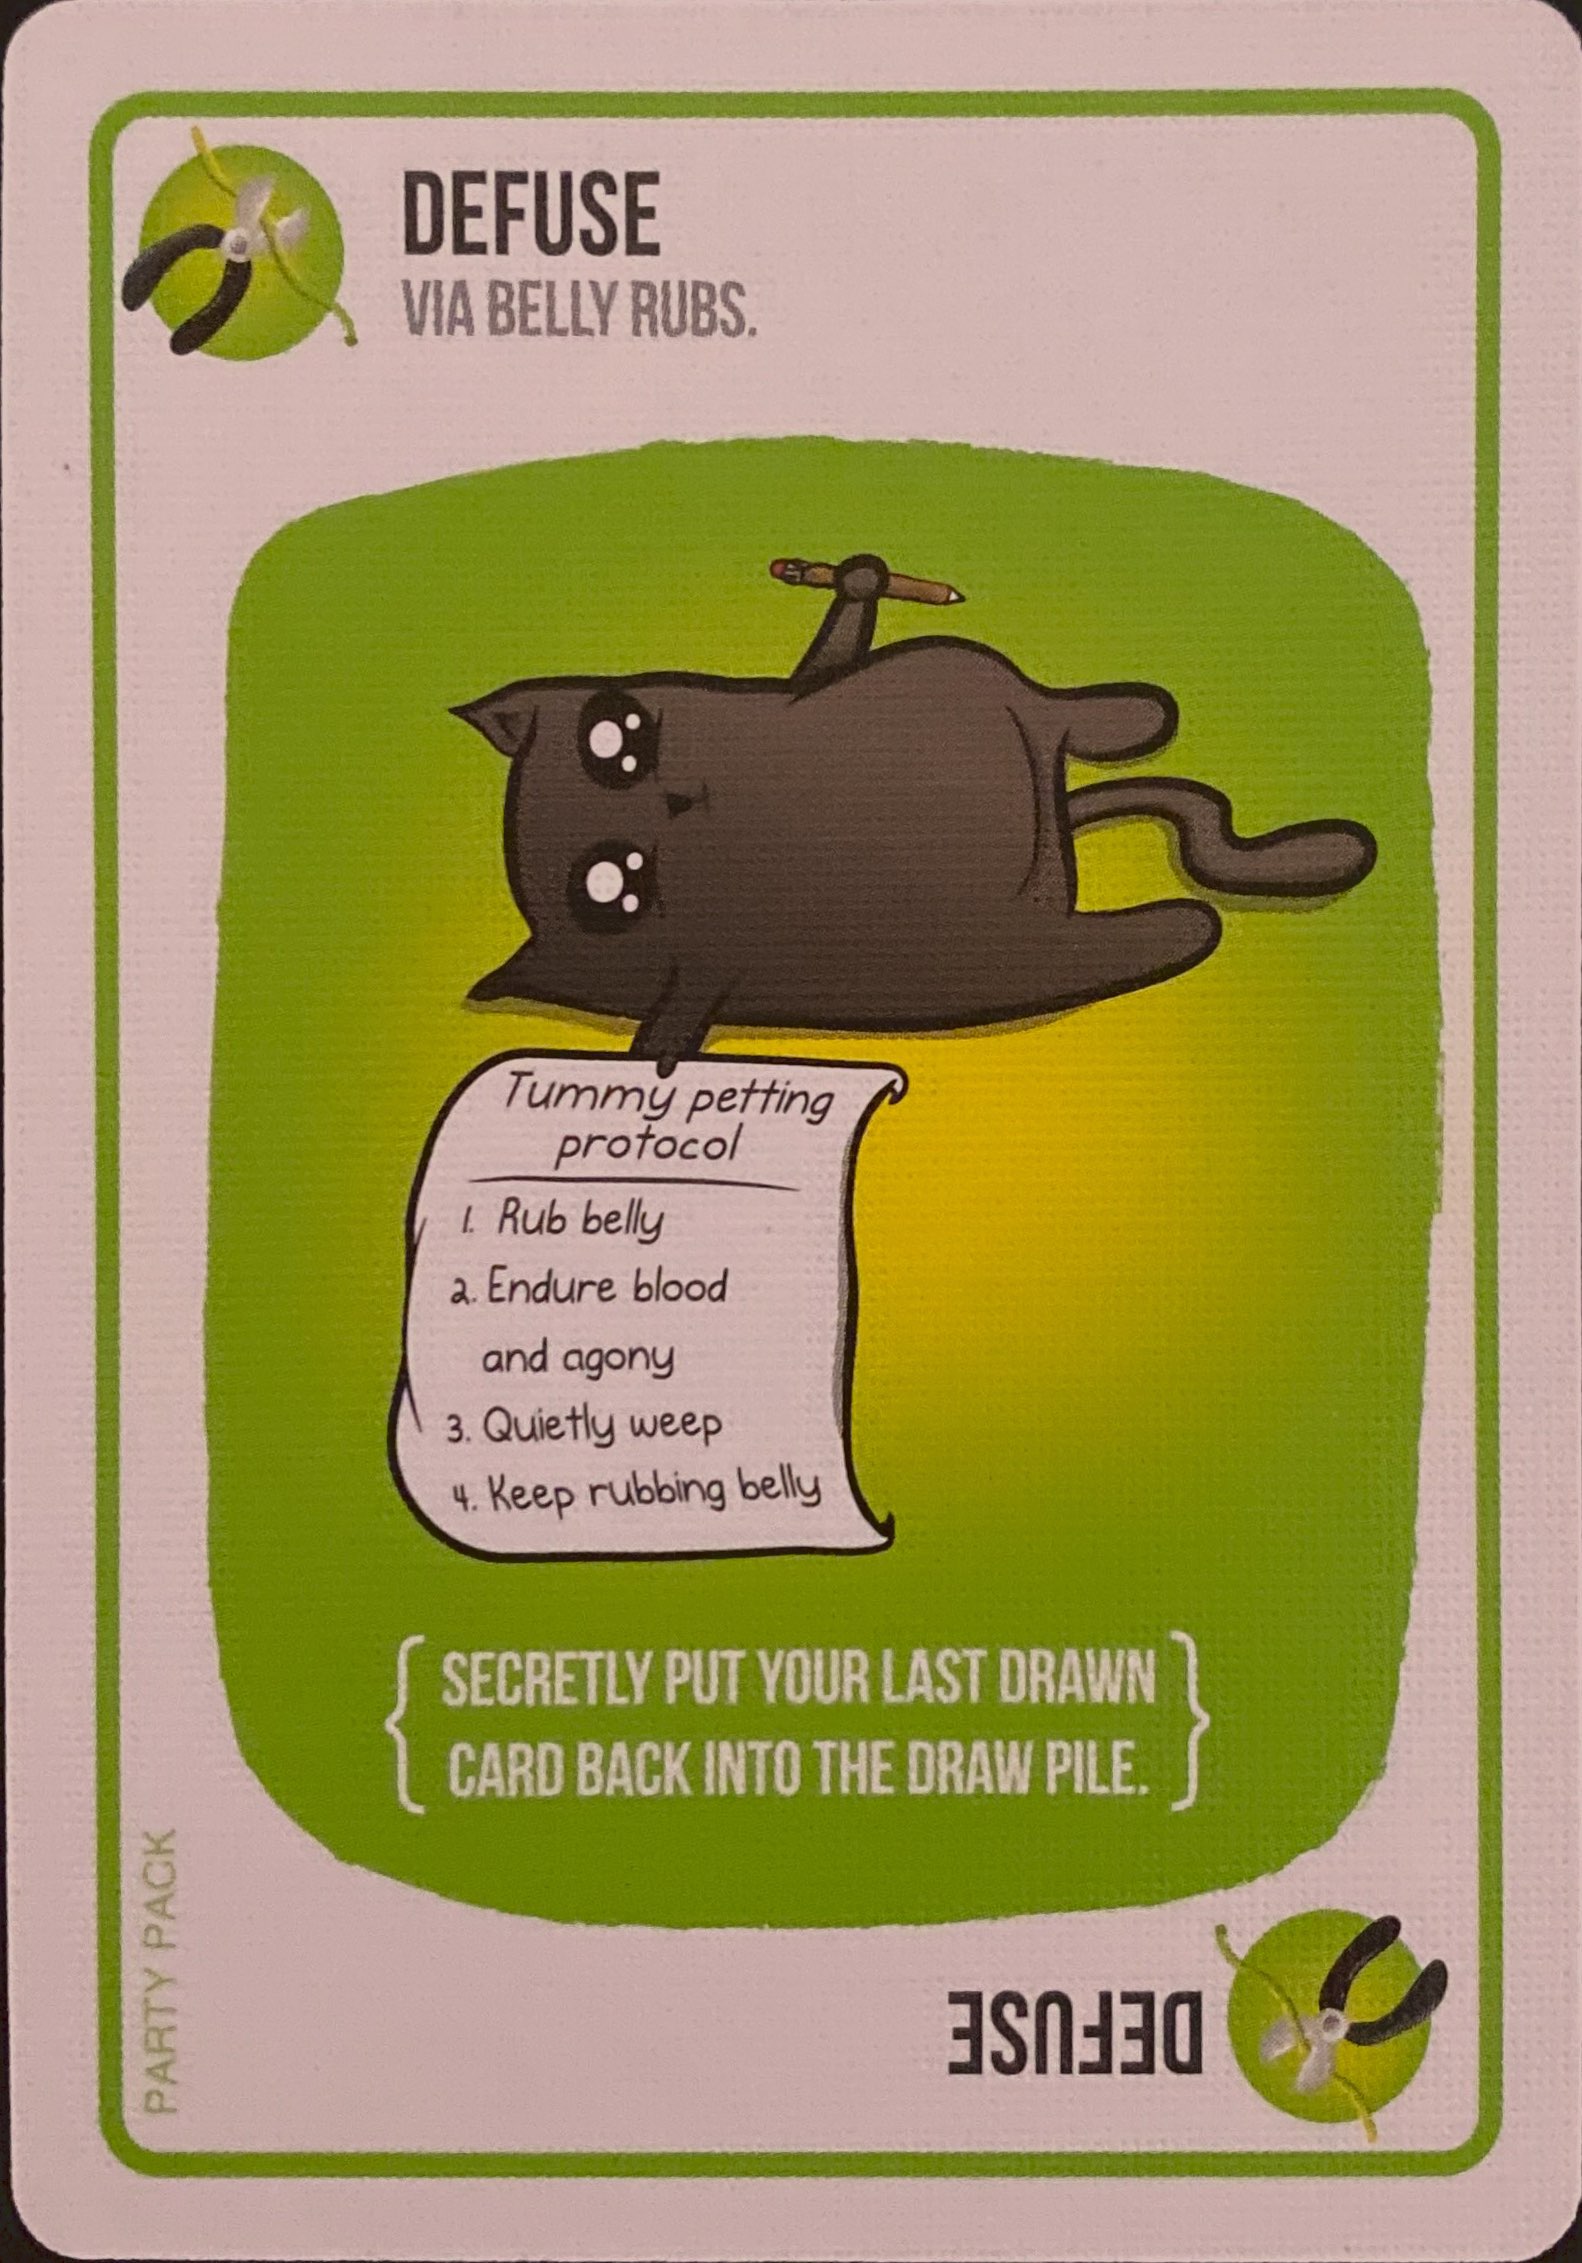 DEFUSE
VIA BELLY RUBS.
Tummy petting
protocol
1. Rub belly
2. Endure blood
and agony
3. Quietly weep
4. Keep rubbing belly
SECRETLY PUT YOUR LAST DRAWN
CARD BACK INTO THE DRAW PILE.
PARTY PACK
DEFUSE